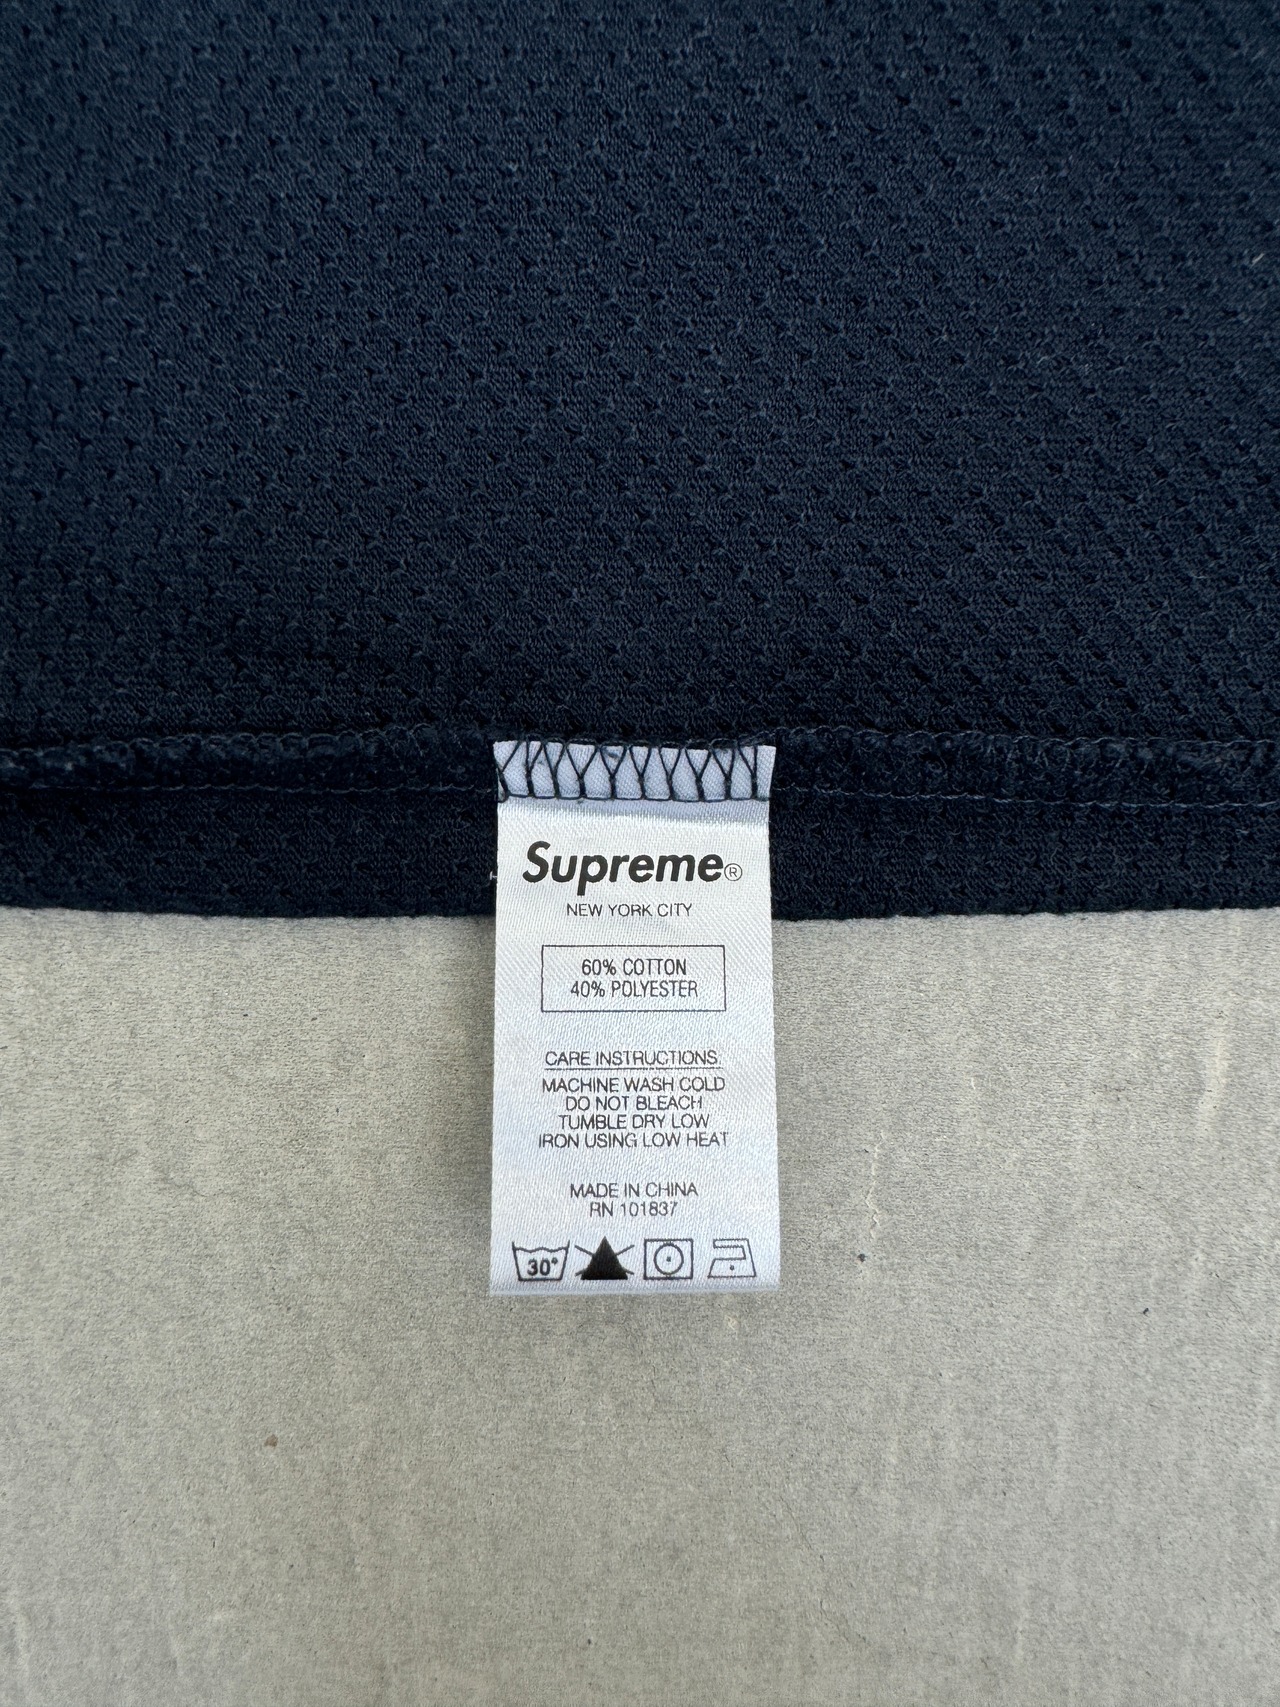 Supreme®
NEW YORK CITY
60% COTTON
40% POLYESTER
CARE INSTRUCTIONS
MACHINE WASH COLD
DO NOT BLEACH
TUMBLE DRY LOW
IRON USING LOW HEAT
MADE IN CHINA
RN 101837
30°